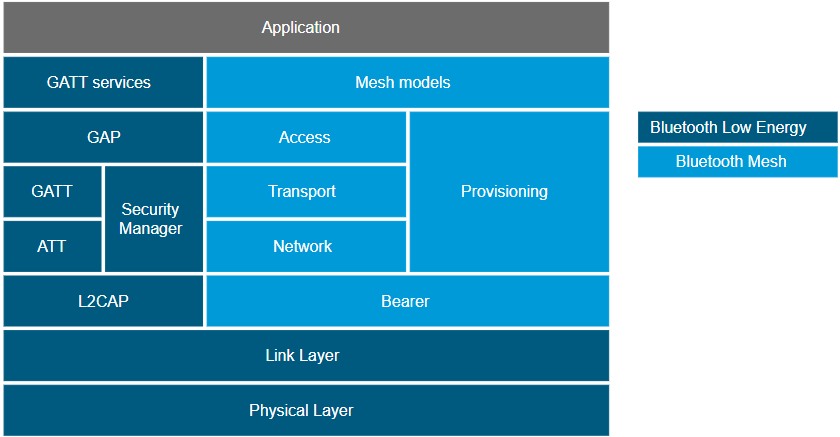 Application
GATT services
Mesh models
GAP
Access
GATT
Security
Manager
Transport
Provisioning
ATT
Network
L2CAP
Bearer
Link Layer
Physical Layer
Bluetooth Low Energy
Bluetooth Mesh